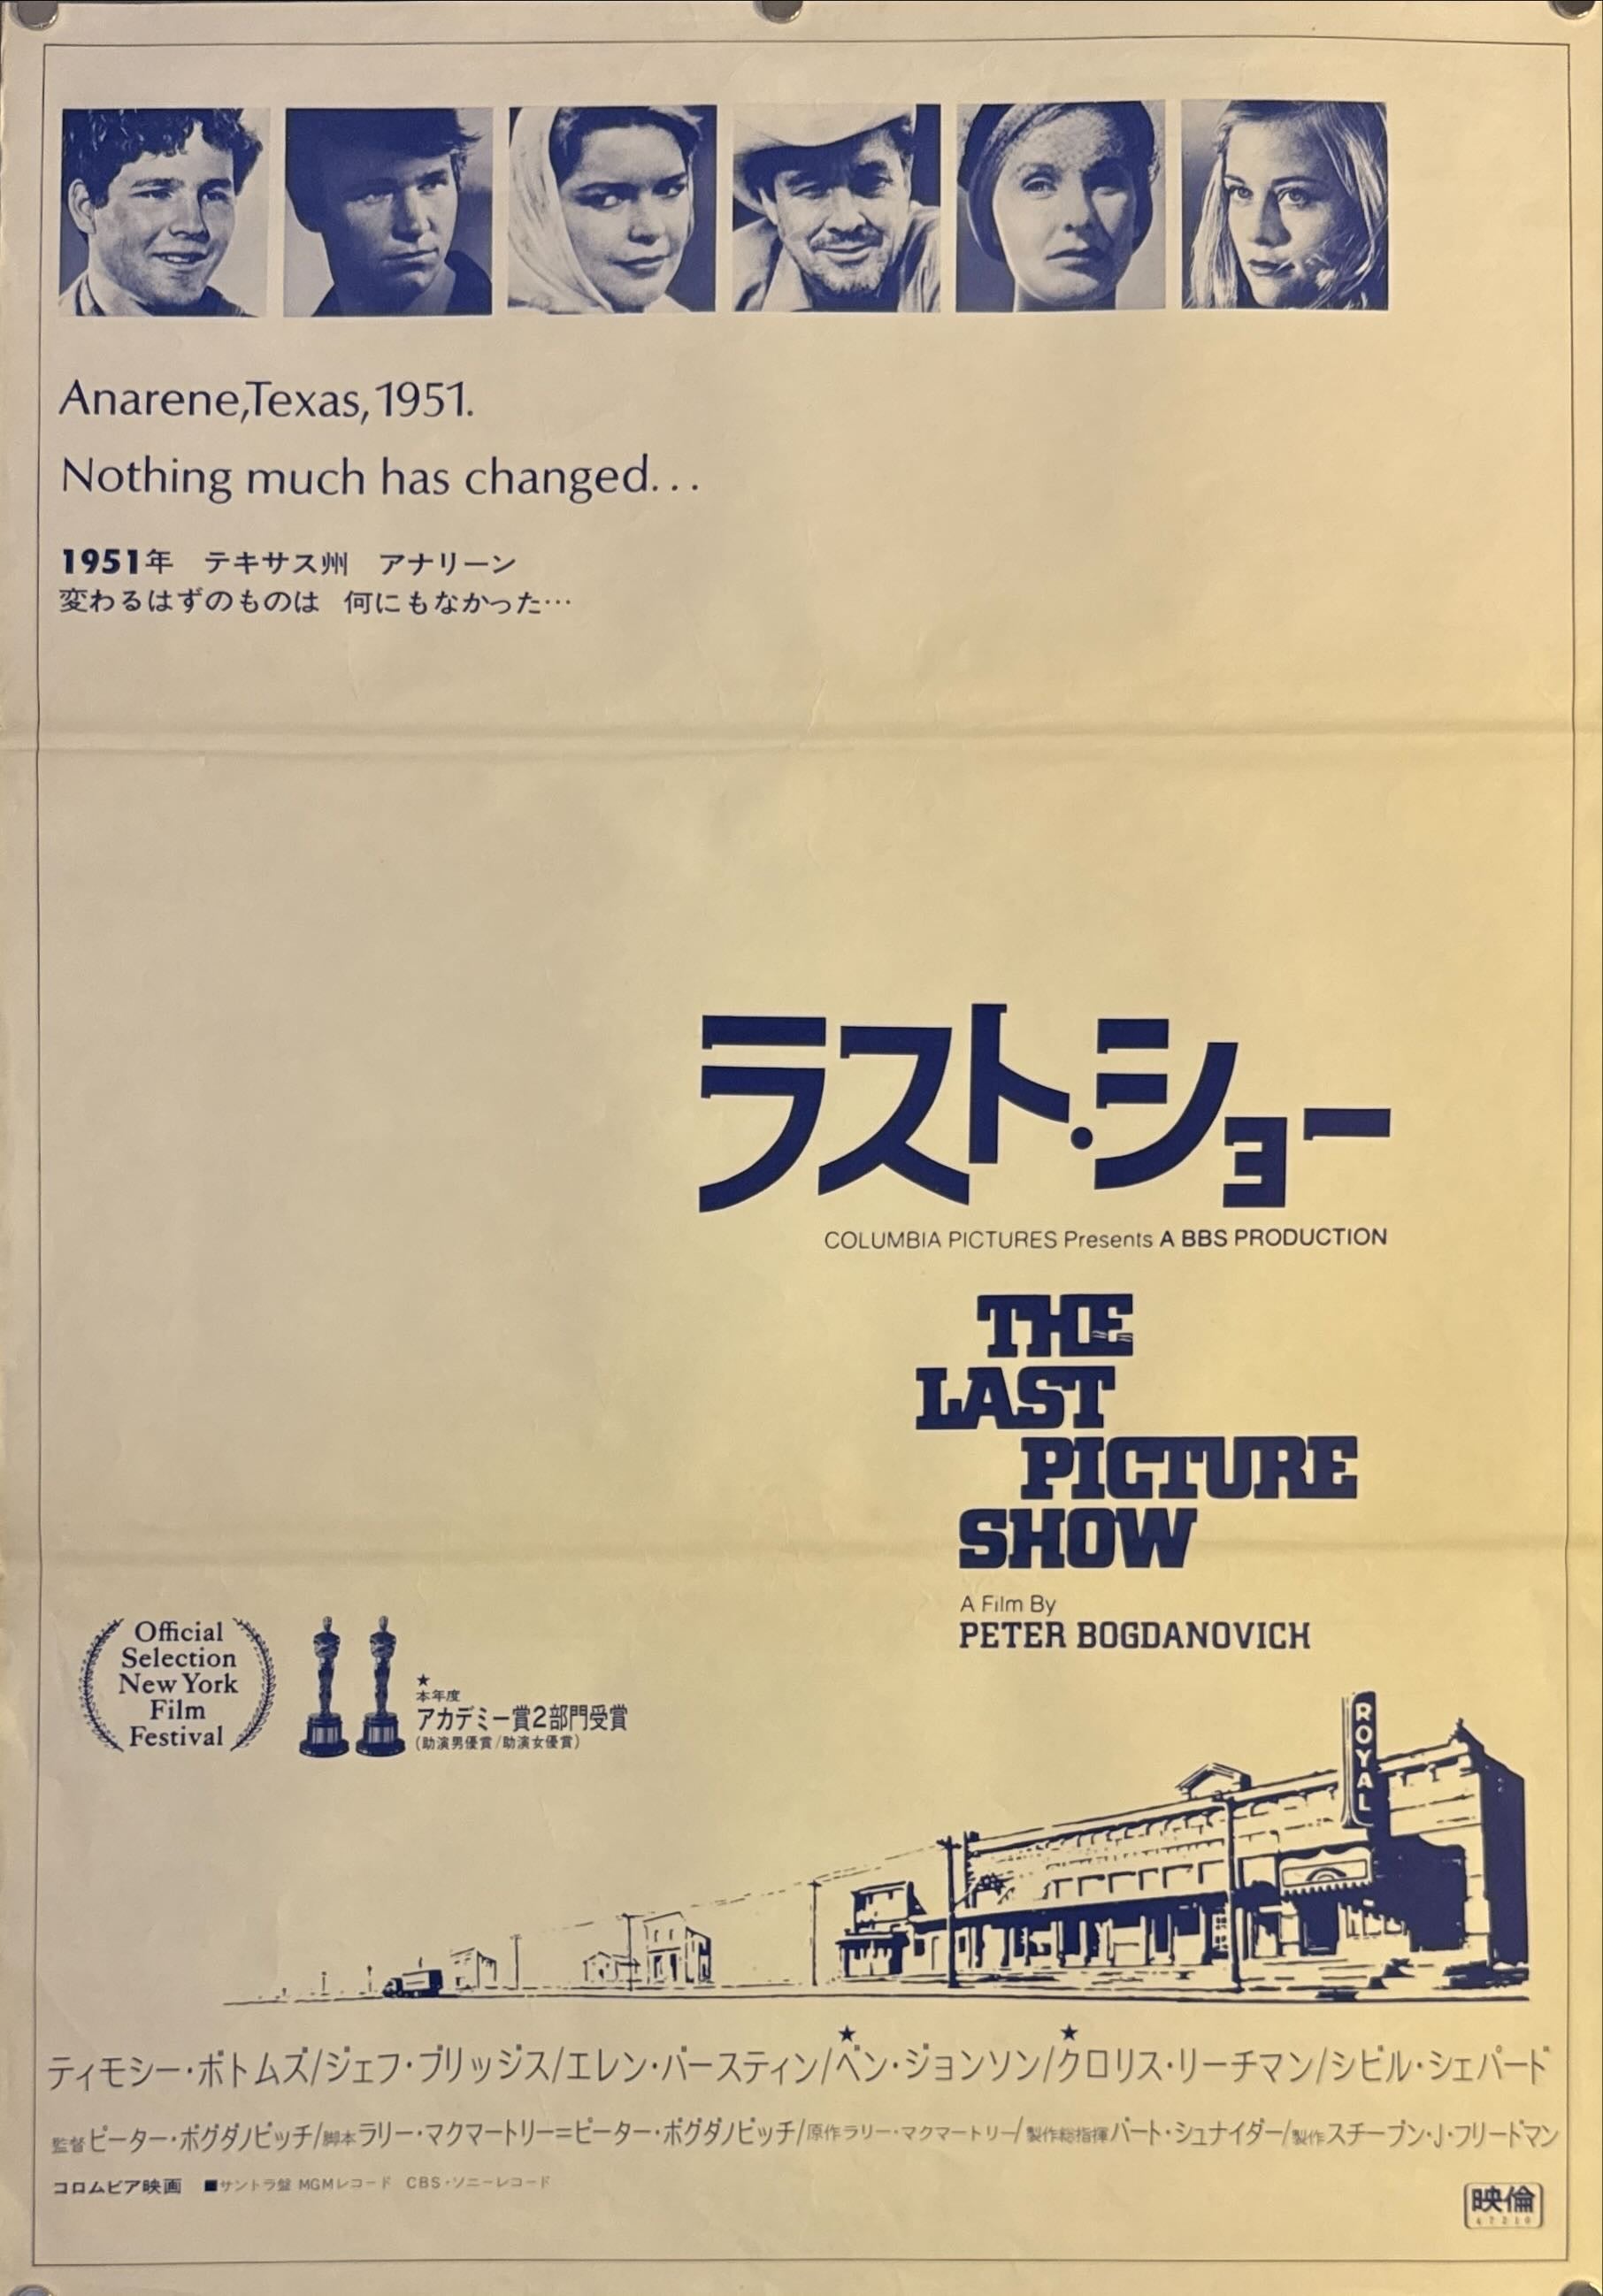 Anarene,Texas,1951.
Nothing much has changed...
1951年 テキサス州 アナリーン
変わるはずのものは 何にもなかった…
ラスト・ショー
COLUMBIA PICTURES Presents A BBS PRODUCTION
THE
LAST
PICTURE
SHOW
A Film By
PETER BOGDANOVICH
Official
Selection
New York
Film
Festival
★
本年度
アカデミー賞2部門受賞
(助演男優賞/助演女優賞)
ROYAL
★ ★
ティモシー・ボトムズ/ジェフ・ブリッジス/エレン・バースティン/ベン・ジョンソン/クロリス・リーチマン/シビル・シェパード
監督ピーター・ボグダノビッチ/脚本ラリー・マクマートリー=ピーター・ボグダノビッチ/原作ラリー・マクマートリー/製作総指揮バート・シュナイダー/製作スチーブン・J・フリードマン
コロムビア映画 ■サントラ盤 MGMレコード CBS・ソニーレコード
映倫